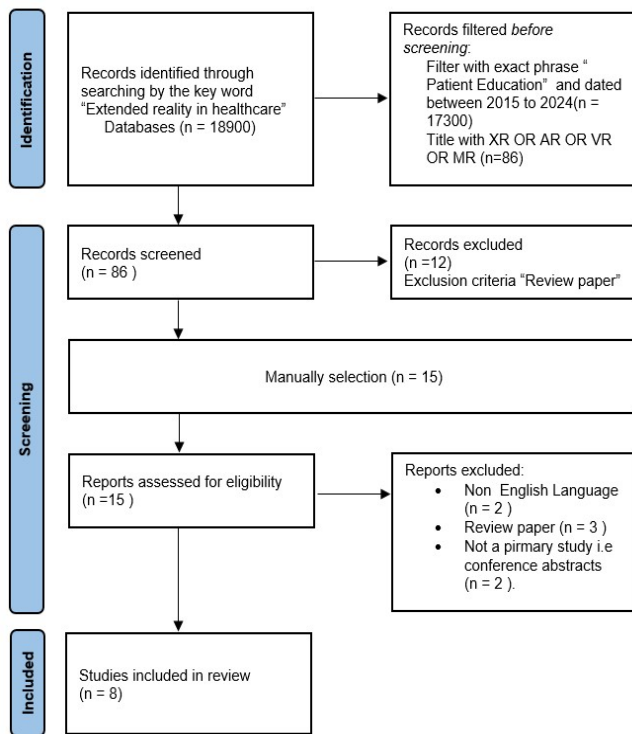 Identification
Records identified through
searching by the key word
“Extended reality in healthcare”
Databases (n = 18900)
Records filtered before
screening:
Filter with exact phrase “
Patient Education” and dated
between 2015 to 2024(n =
17300)
Title with XR OR AR OR VR
OR MR (n=86)
Screening
Records screened
(n = 86 )
Records excluded
(n =12)
Exclusion criteria “Review paper”
Manually selection (n = 15)
Reports assessed for eligibility
(n =15 )
Reports excluded:
• Non English Language
(n = 2 )
• Review paper (n = 3 )
• Not a pirmary study i.e
conference abstracts
(n = 2 ).
Included
Studies included in review
(n = 8)